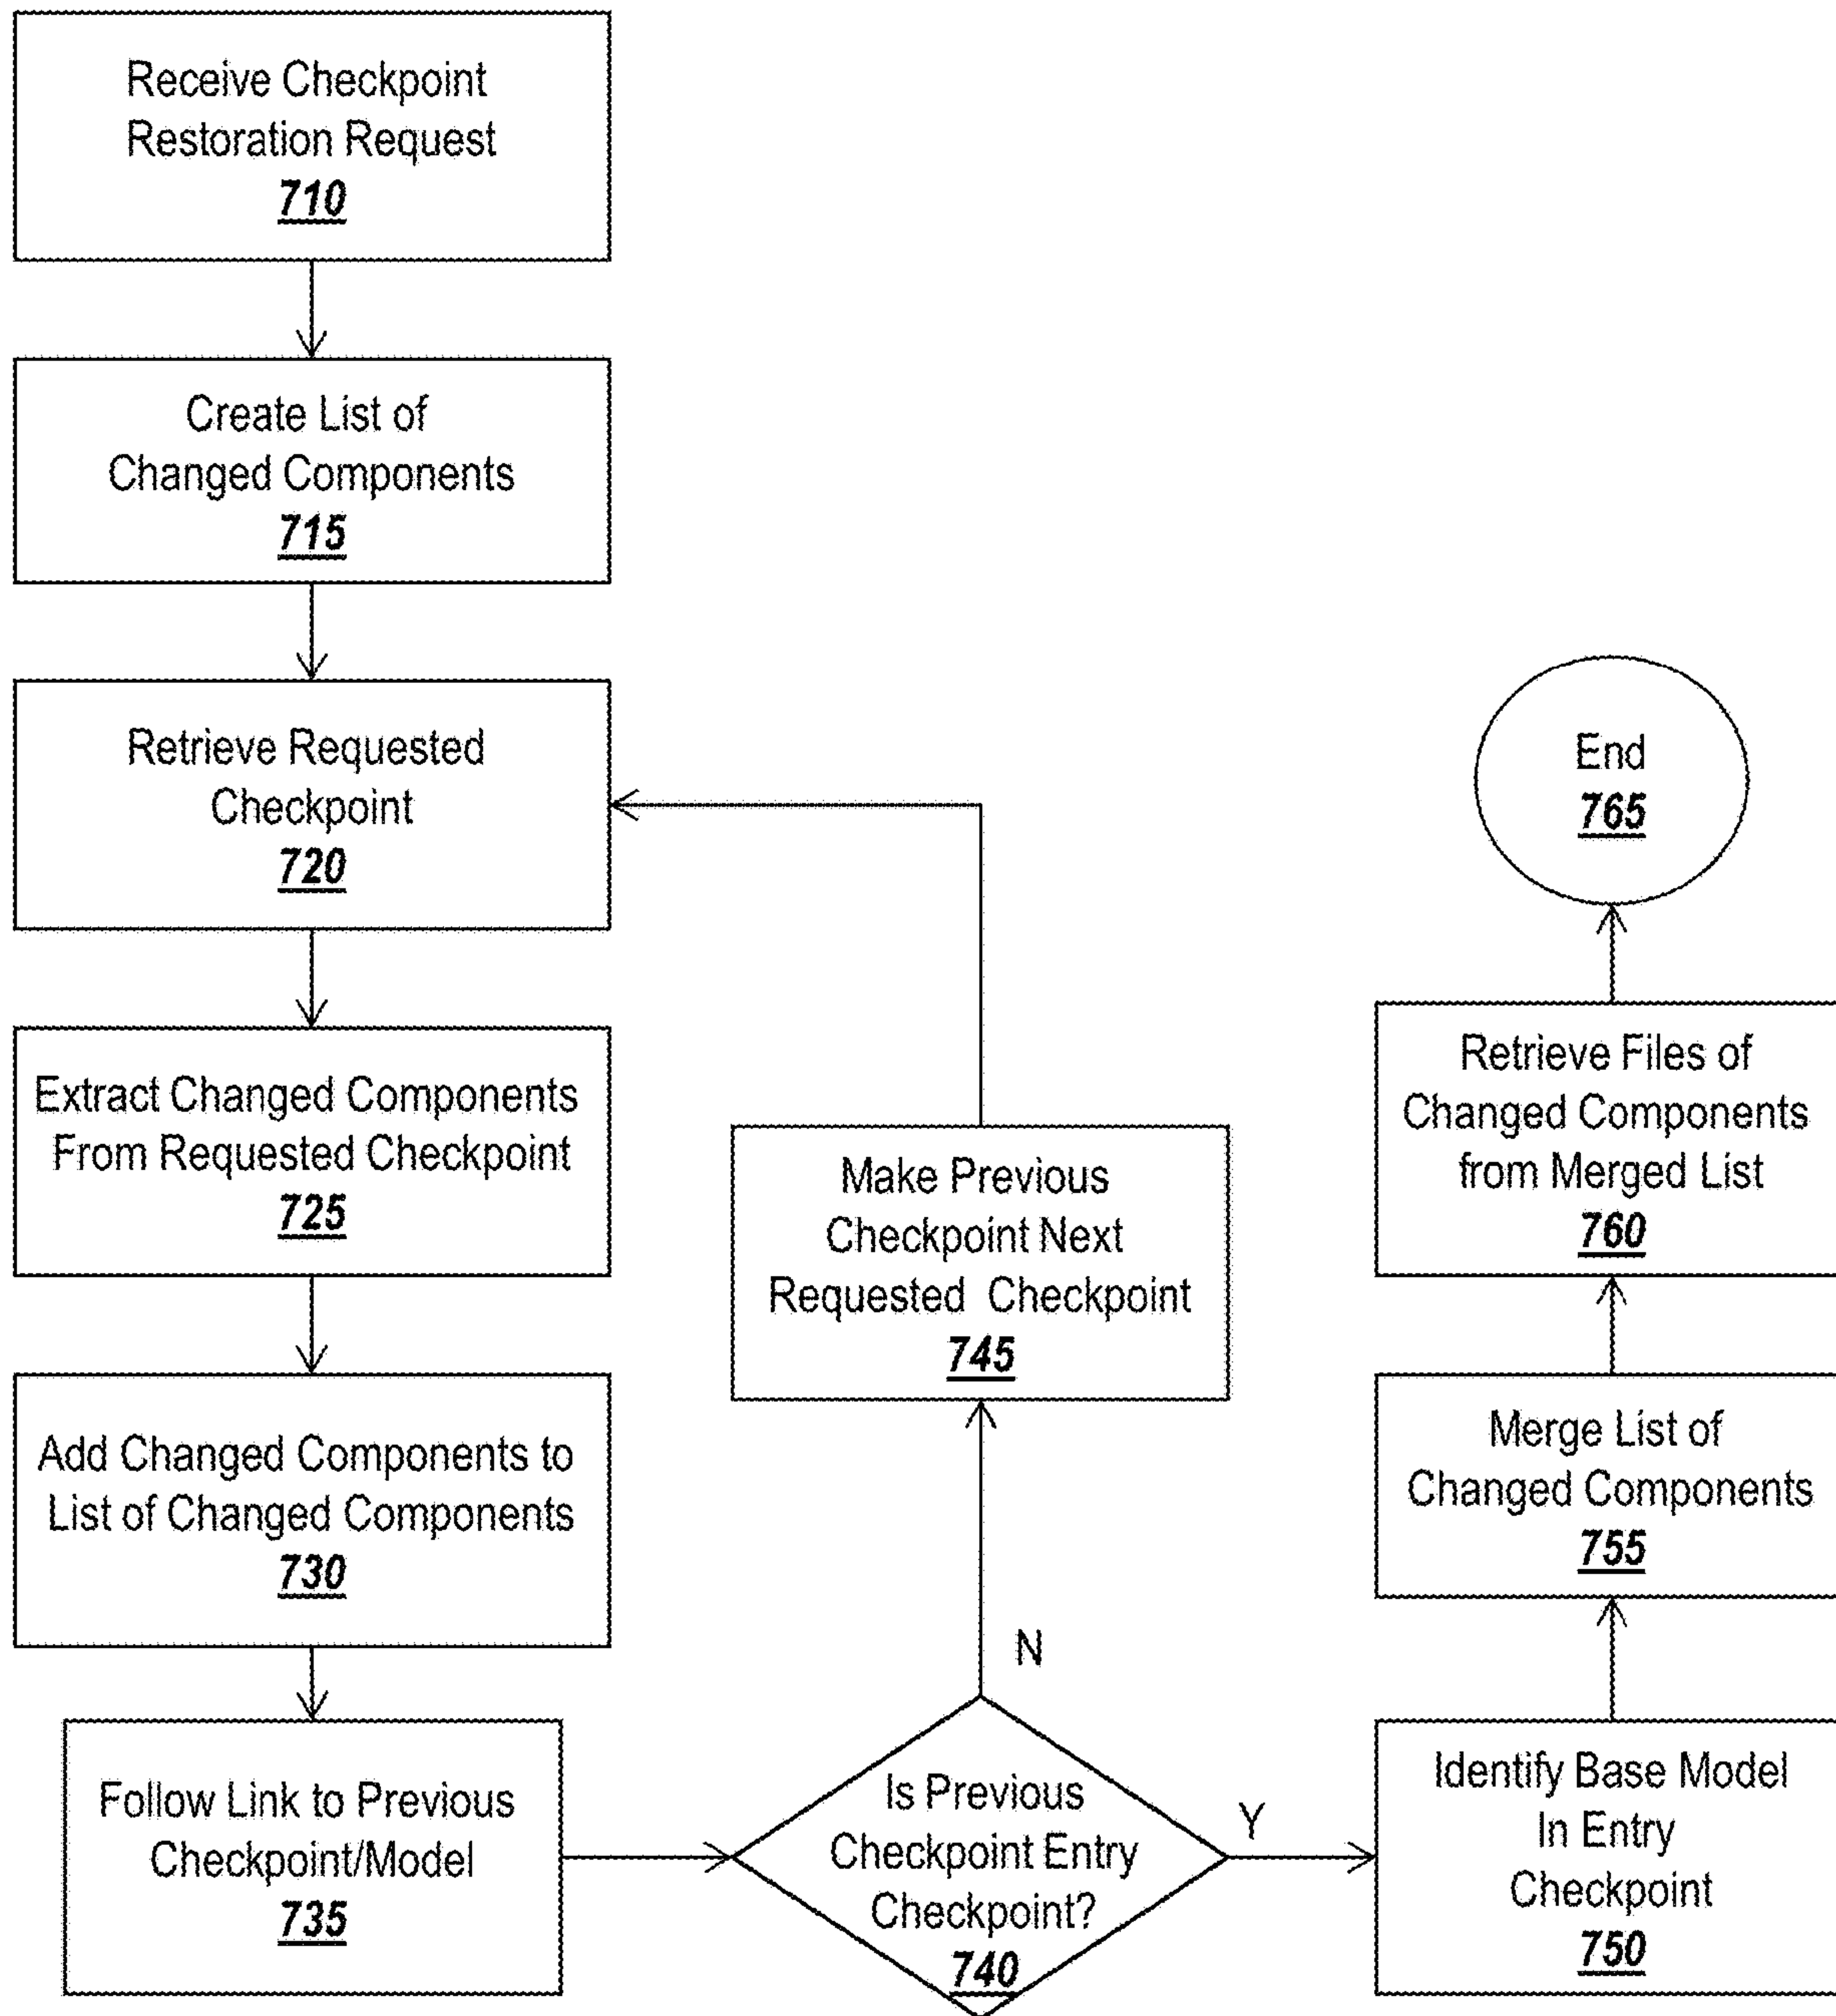 Receive Checkpoint
Restoration Request
710
Create List of
Changed Components
715
Retrieve Requested
Checkpoint
720
Extract Changed Components
From Requested Checkpoint
725
Add Changed Components to
List of Changed Components
730
Follow Link to Previous
Checkpoint/Model
735
Is Previous
Checkpoint Entry
Checkpoint?
740
N
Make Previous
Checkpoint Next
Requested Checkpoint
745
Y
Identify Base Model
In Entry
Checkpoint
750
Merge List of
Changed Components
755
Retrieve Files of
Changed Components
from Merged List
760
End
765